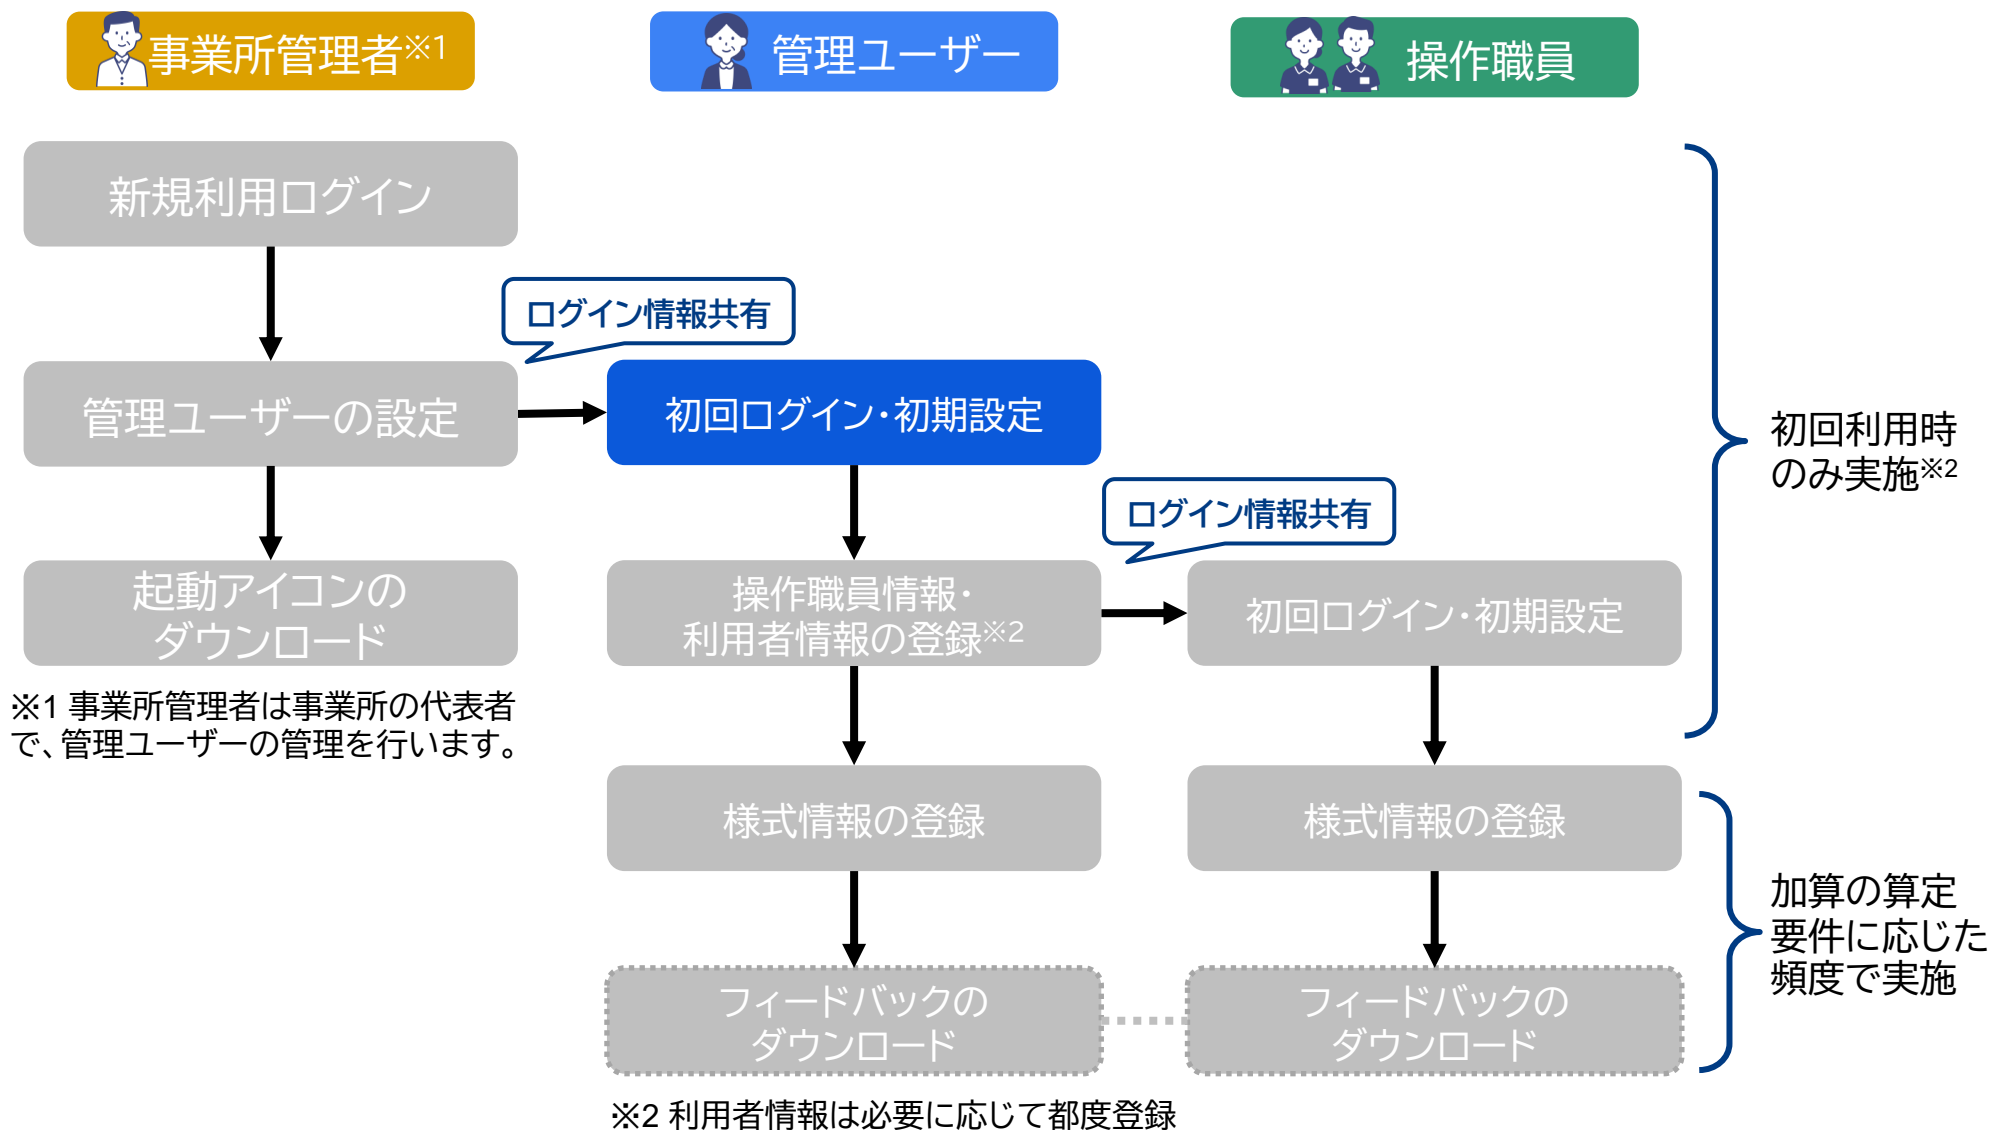 事業所管理者※1
管理ユーザー
操作職員
新規利用ログイン
ログイン情報共有
管理ユーザーの設定
初回ログイン・初期設定
初回利用時
のみ実施※2
ログイン情報共有
起動アイコンの
ダウンロード
操作職員情報・
利用者情報の登録※2
初回ログイン・初期設定
※1 事業所管理者は事業所の代表者
で、管理ユーザーの管理を行います。
様式情報の登録
様式情報の登録
加算の算定
要件に応じた
頻度で実施
フィードバックの
ダウンロード
フィードバックの
ダウンロード
※2 利用者情報は必要に応じて都度登録